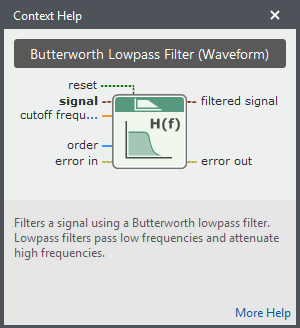 Context Help
Butterworth Lowpass Filter (Waveform)
reset
signal
filtered signal
cutoff frequ...
H(f)
order
error in
error out
Filters a signal using a Butterworth lowpass filter.
Lowpass filters pass low frequencies and attenuate
high frequencies.
More Help